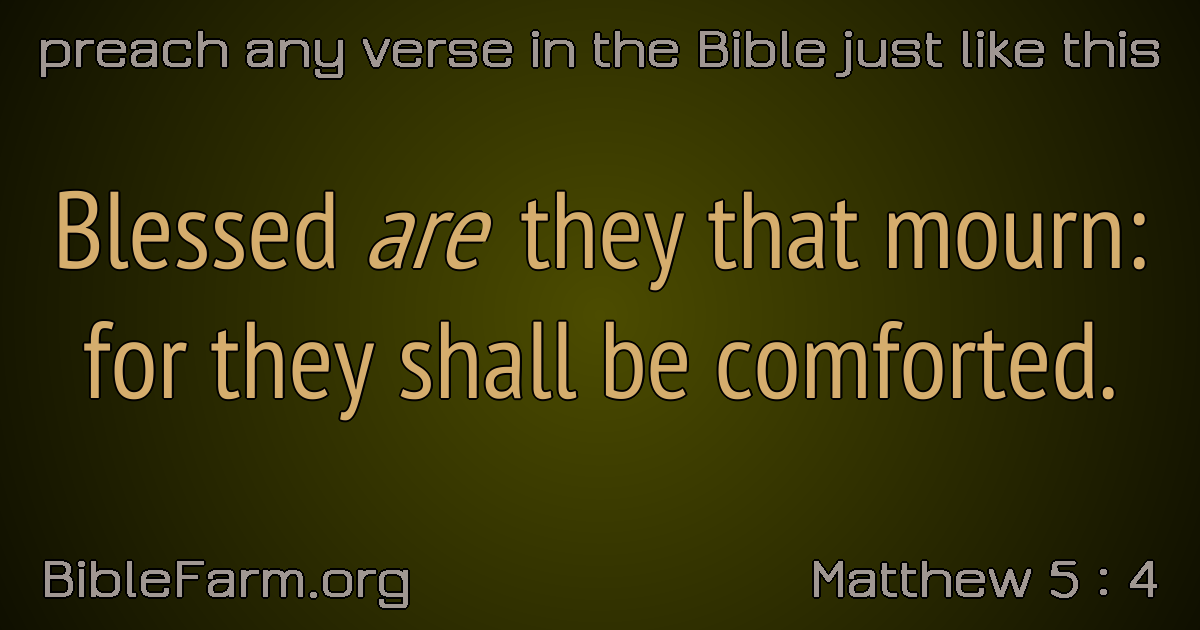 preach any verse in the Bible just like this
Blessed are they that mourn:
for they shall be comforted.
BibleFarm.org
Matthew 5 : 4